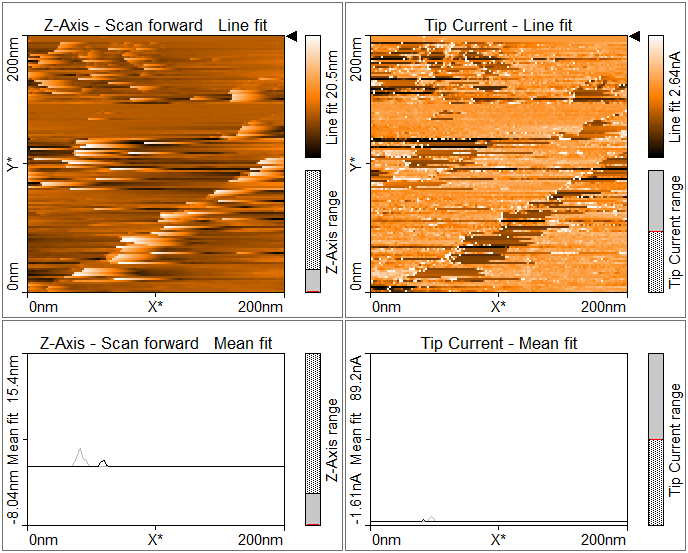 Z-Axis - Scan forward Line fit
200nm
Y*
0nm
0nm X* 200nm
Line fit 20.5nm
Z-Axis range
Tip Current - Line fit
200nm
Y*
0nm
0nm X* 200nm
Line fit 2.64nA
Tip Current range
Z-Axis - Scan forward Mean fit
-8.04nm Mean fit 15.4nm
0nm X* 200nm
Z-Axis range
Tip Current - Mean fit
-1.61nA Mean fit 89.2nA
0nm X* 200nm
Tip Current range